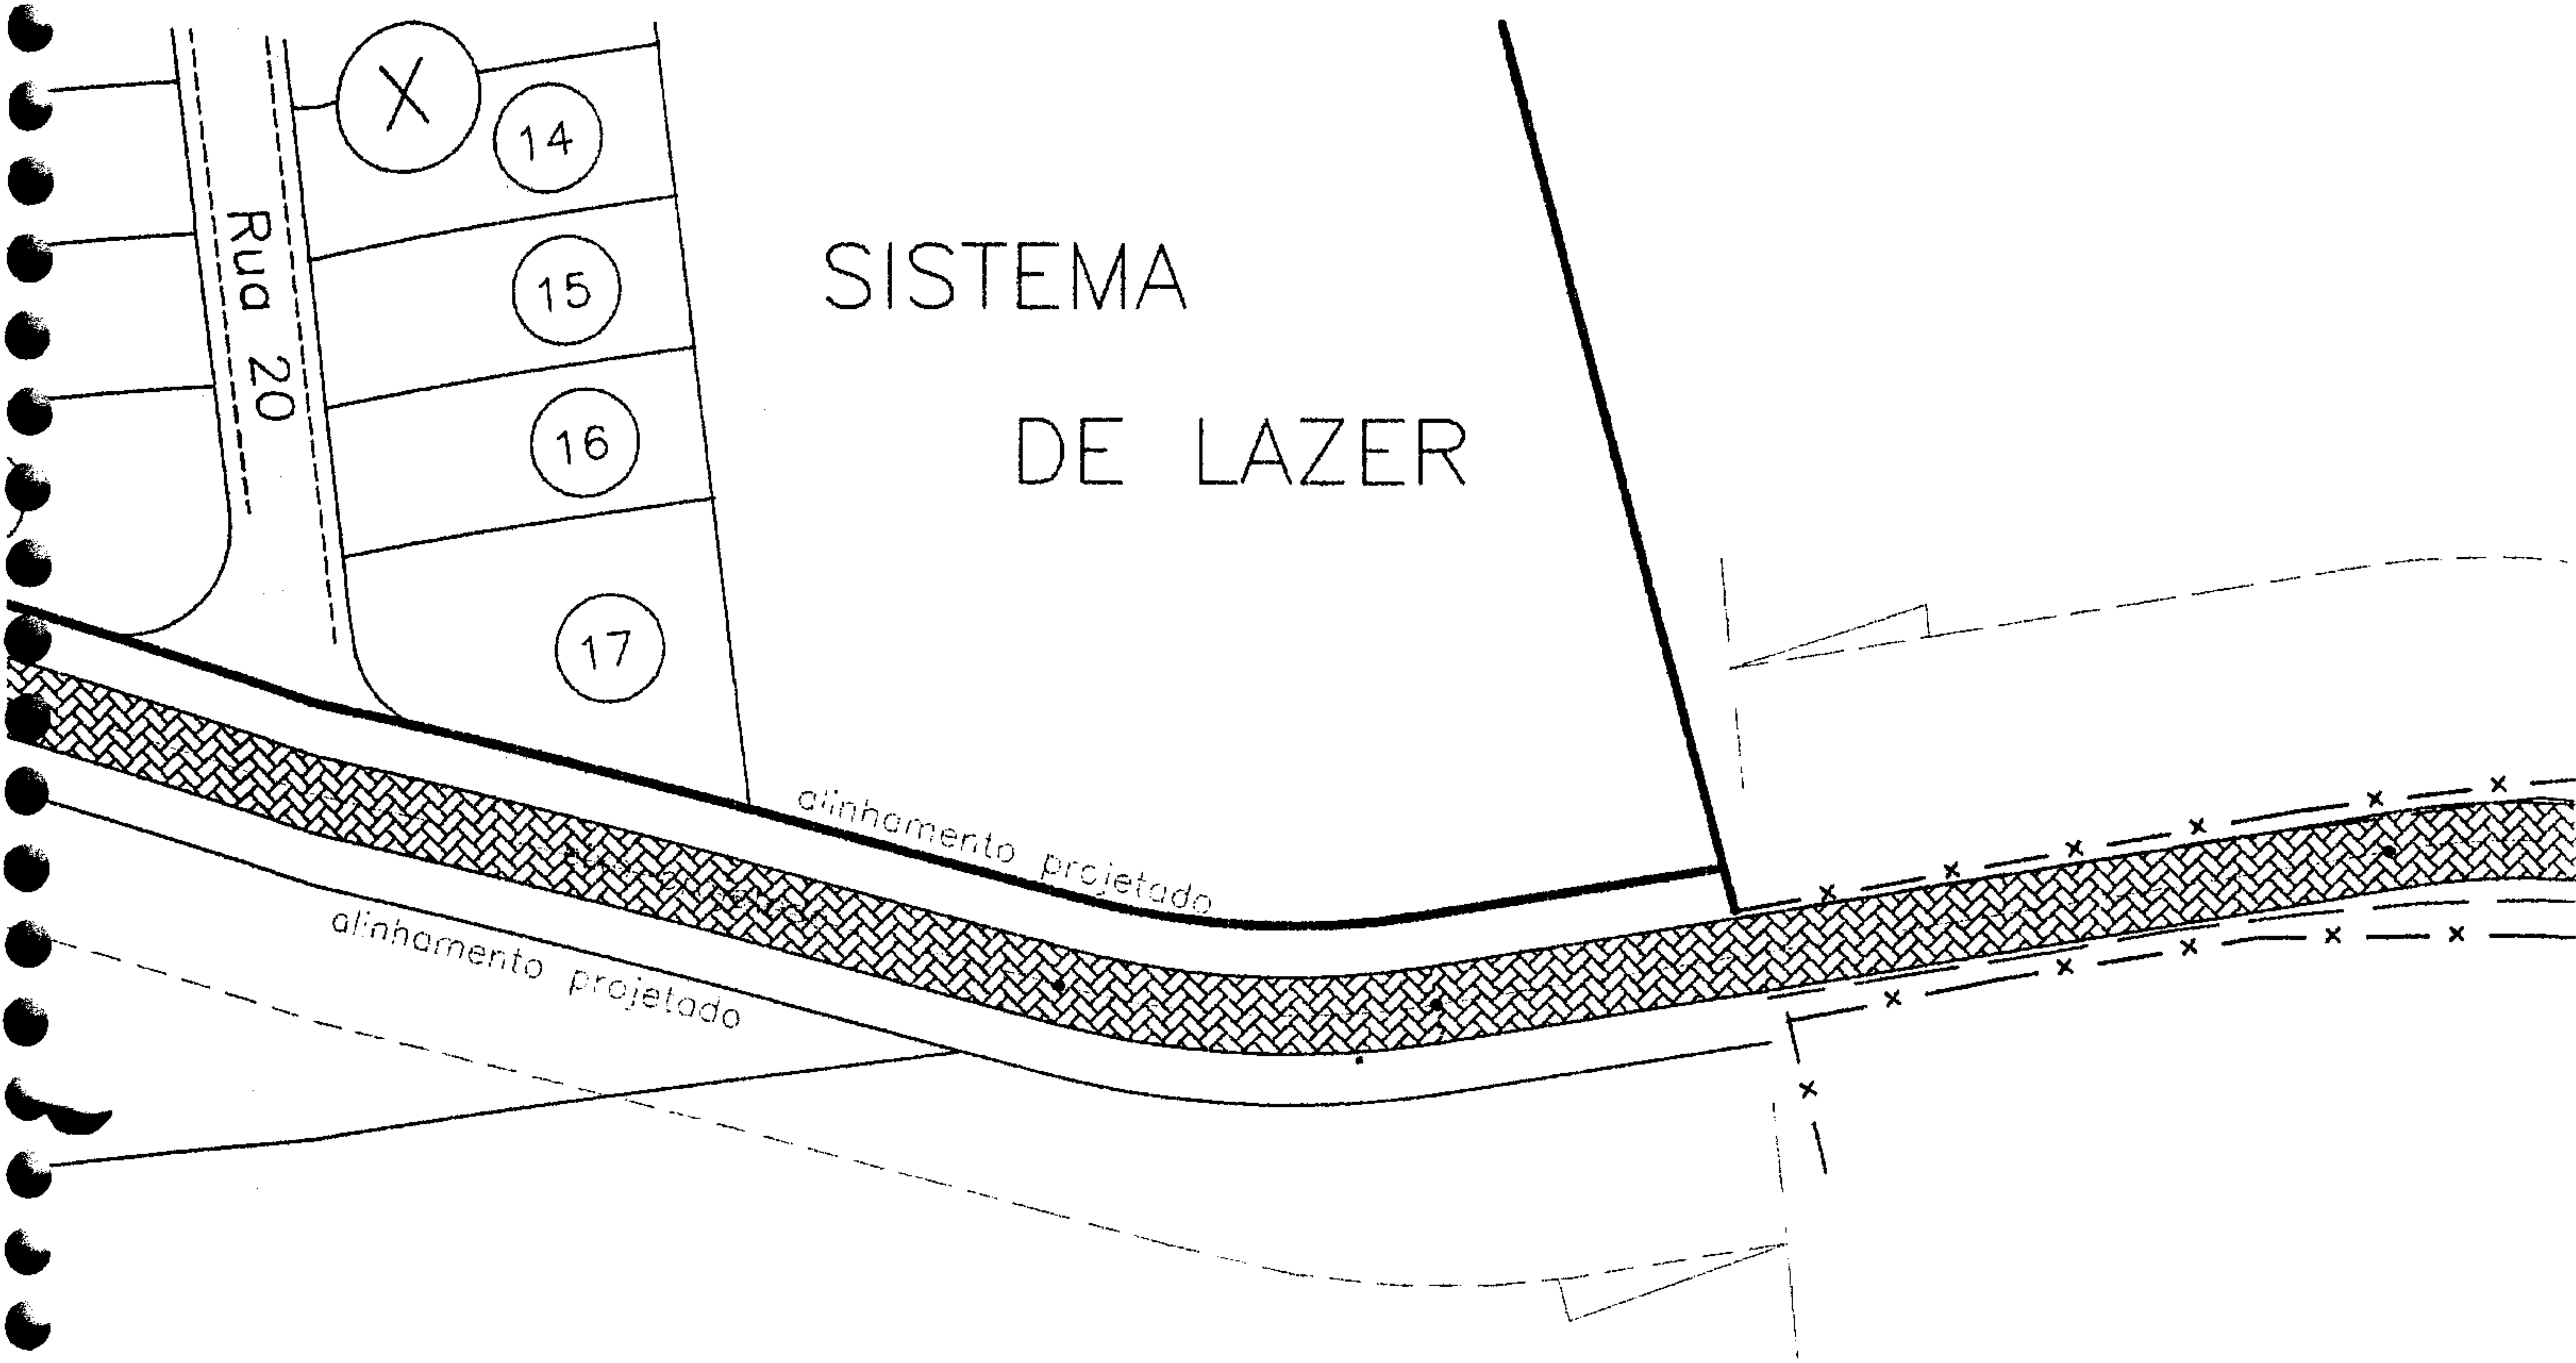 X
14
Rua 20
15
SISTEMA
16
DE LAZER
17
alinhamento projetado
alinhamento projetado